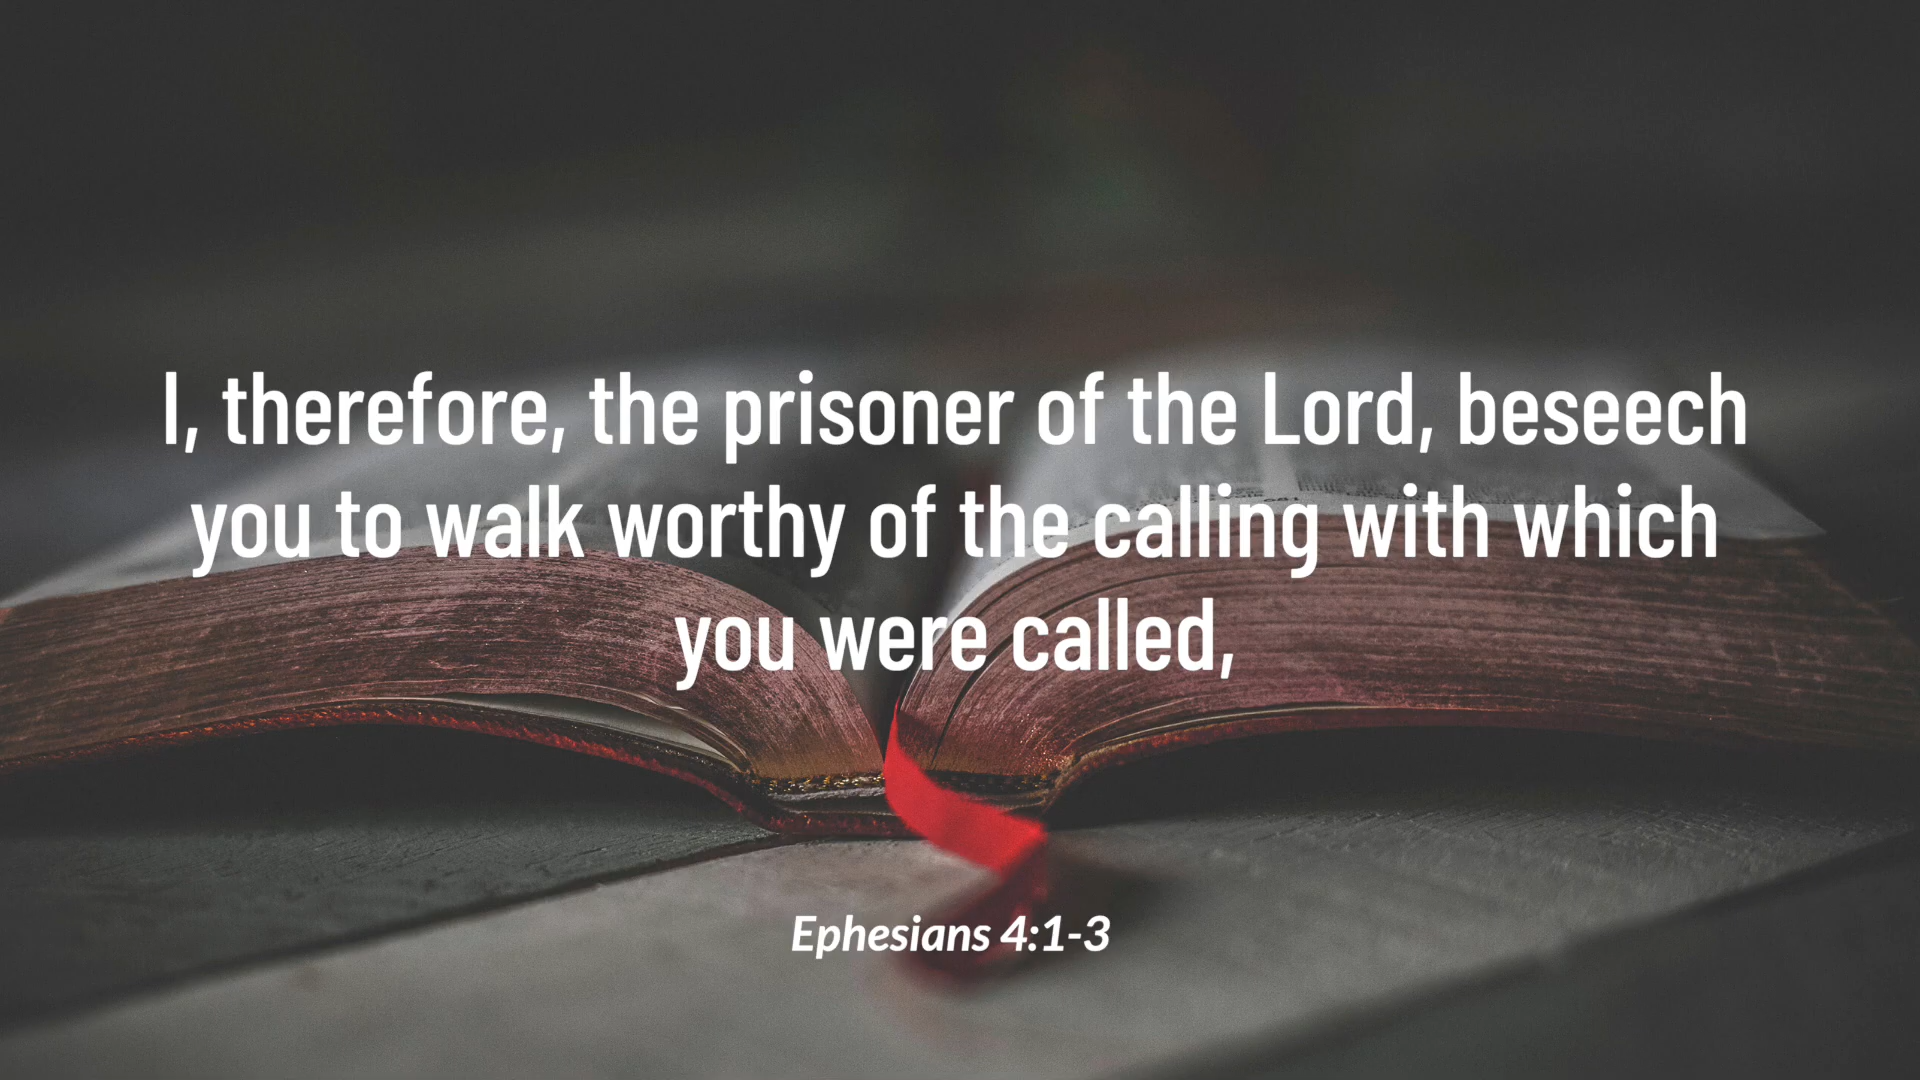 I, therefore, the prisoner of the Lord, beseech
you to walk worthy of the calling with which
you were called,
Ephesians 4:1-3